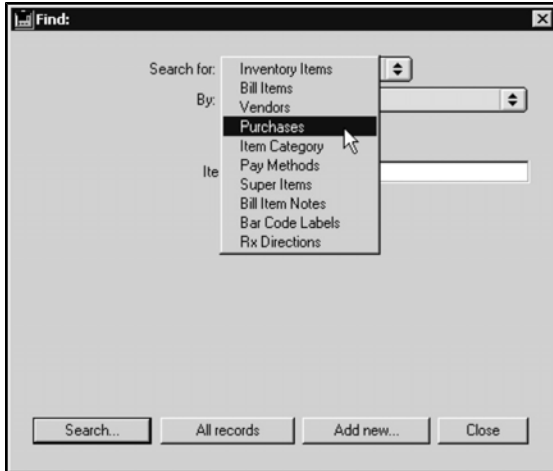 Find:
Search for:
Inventory Items
Bill Items
By:
Vendors
Purchases
Item Category
Ite
Pay Methods
Super Items
Bill Item Notes
Bar Code Labels
Rx Directions
Search...
All records
Add new...
Close